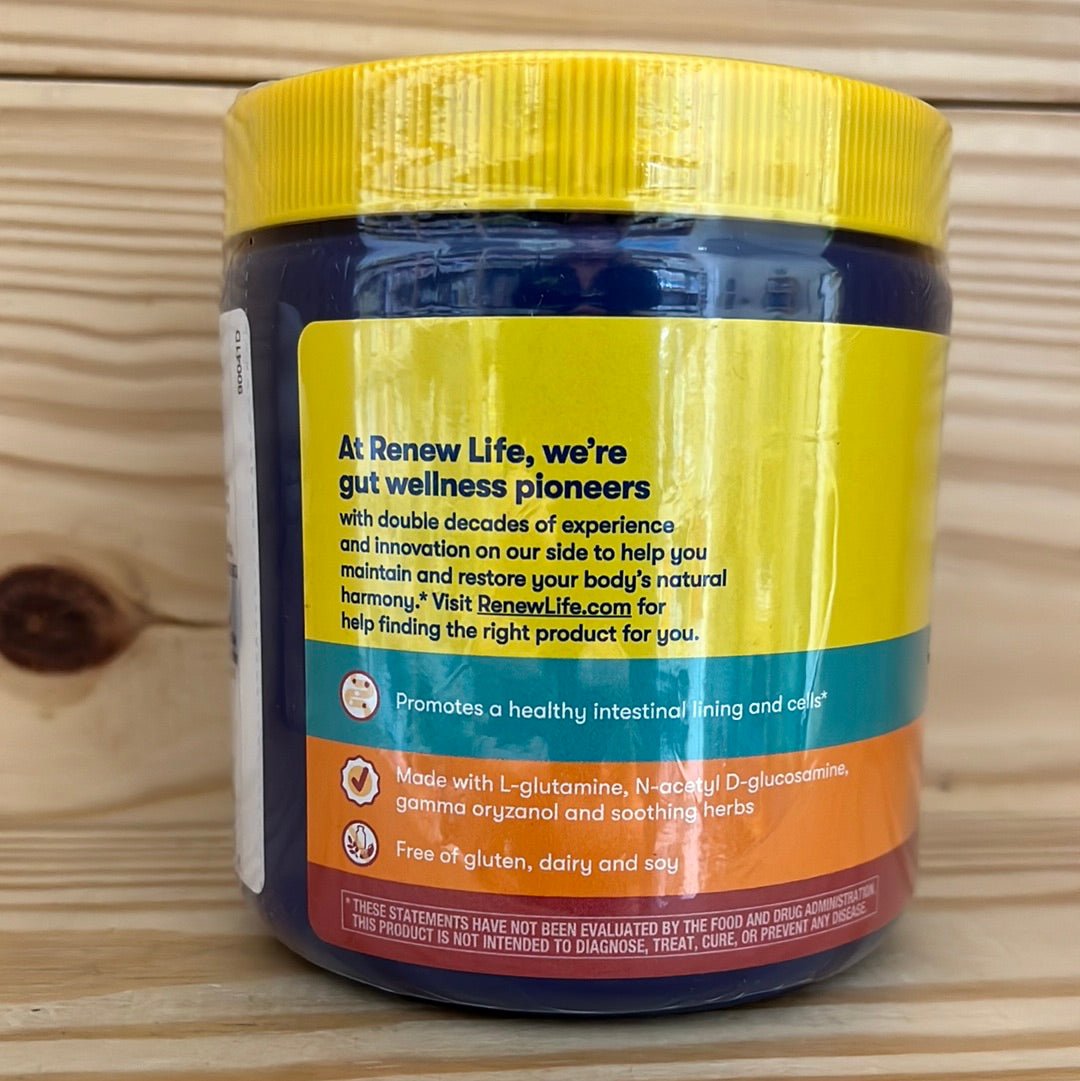 90041D
At Renew Life, we're
gut wellness pioneers
with double decades of experience
and innovation on our side to help you
maintain and restore your body's natural
harmony.* Visit RenewLife.com for
help finding the right product for you.
Promotes a healthy intestinal lining and cells*
Made with L-glutamine, N-acetyl D-glucosamine,
gamma oryzanol and soothing herbs
Free of gluten, dairy and soy
* THESE STATEMENTS HAVE NOT BEEN EVALUATED BY THE FOOD AND DRUG ADMINISTRATION.
THIS PRODUCT IS NOT INTENDED TO DIAGNOSE, TREAT, CURE, OR PREVENT ANY DISEASE.